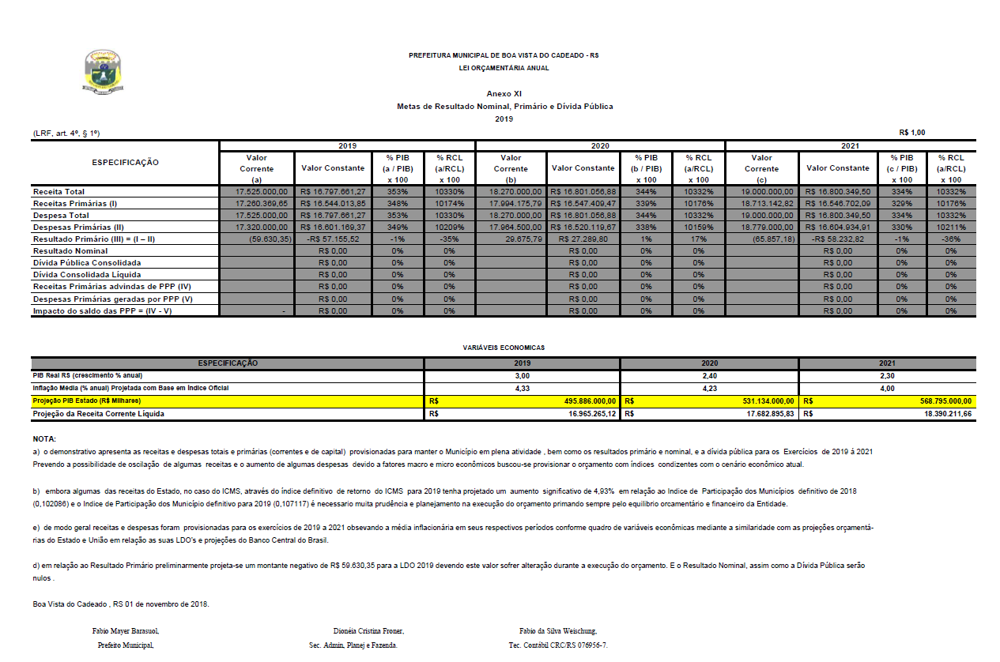 PREFEITURA MUNICIPAL DE BOA VISTA DO CADEADO - RS
LEI ORÇAMENTÁRIA ANUAL
Anexo XI
Metas de Resultado Nominal, Primário e Dívida Pública
2019
(LRF, art. 4º, § 1º) R$ 1,00
ESPECIFICAÇÃO 2019 2020 2021
Valor Corrente (a) Valor Constante % PIB (a / PIB) x 100 % RCL (a/RCL) x 100 Valor Corrente (b) Valor Constante % PIB (b / PIB) x 100 % RCL (a/RCL) x 100 Valor Corrente (c) Valor Constante % PIB (c / PIB) x 100 % RCL (a/RCL) x 100
Receita Total 17.525.000,00 R$ 16.797.661,27 353% 10330% 18.270.000,00 R$ 16.801.056,88 344% 10332% 19.000.000,00 R$ 16.800.349,50 334% 10332%
Receitas Primárias (I) 17.260.369,65 R$ 16.544.013,85 348% 10174% 17.994.175,79 R$ 16.547.409,47 339% 10176% 18.713.142,82 R$ 16.546.702,09 329% 10176%
Despesa Total 17.525.000,00 R$ 16.797.661,27 353% 10330% 18.270.000,00 R$ 16.801.056,88 344% 10332% 19.000.000,00 R$ 16.800.349,50 334% 10332%
Despesas Primárias (II) 17.320.000,00 R$ 16.601.169,37 349% 10209% 17.964.500,00 R$ 16.520.119,67 338% 10159% 18.779.000,00 R$ 16.604.934,91 330% 10211%
Resultado Primário (III) = (I – II) (59.630,35) -R$ 57.155,52 -1% -35% 29.675,79 R$ 27.289,80 1% 17% (65.857,18) -R$ 58.232,82 -1% -36%
Resultado Nominal R$ 0,00 0% 0% R$ 0,00 0% 0% R$ 0,00 0% 0%
Dívida Pública Consolidada R$ 0,00 0% 0% R$ 0,00 0% 0% R$ 0,00 0% 0%
Dívida Consolidada Líquida R$ 0,00 0% 0% R$ 0,00 0% 0% R$ 0,00 0% 0%
Receitas Primárias advindas de PPP (IV) R$ 0,00 0% 0% R$ 0,00 0% 0% R$ 0,00 0% 0%
Despesas Primárias geradas por PPP (V) R$ 0,00 0% 0% R$ 0,00 0% 0% R$ 0,00 0% 0%
Impacto do saldo das PPP = (IV - V) - R$ 0,00 0% 0% R$ 0,00 0% 0% R$ 0,00 0% 0%
VARIÁVEIS ECONOMICAS
ESPECIFICAÇÃO 2019 2020 2021
PIB Real RS (crescimento % anual) 3,00 2,40 2,30
Inflação Média (% anual) Projetada com Base em Índice Oficial 4,33 4,23 4,00
Projeção PIB Estado (R$ Milhares) R$ 495.886.000,00 R$ 531.134.000,00 R$ 568.795.000,00
Projeção da Receita Corrente Líquida R$ 16.965.265,12 R$ 17.682.895,83 R$ 18.390.211,66
NOTA:
a) o demonstrativo apresenta as receitas e despesas totais e primárias (correntes e de capital) provisionadas para manter o Município em plena atividade , bem como os resultados primário e nominal, e a dívida pública para os Exercícios de 2019 á 2021
Prevendo a possibilidade de oscilação de algumas receitas e o aumento de algumas despesas devido a fatores macro e micro econômicos buscou-se provisionar o orçamento com índices condizentes com o cenário econômico atual.
b) embora algumas das receitas do Estado, no caso do ICMS, através do índice definitivo de retorno do ICMS para 2019 tenha projetado um aumento significativo de 4,93% em relação ao Indice de Participação dos Municípios definitivo de 2018
(0,102086) e o Indice de Participação dos Município definitivo para 2019 (0,107117) é necessario muita prudência e planejamento na execução do orçamento primando sempre pelo equilibrio orcamentário e financeiro da Entidade.
e) de modo geral receitas e despesas foram provisionadas para os exercícios de 2019 a 2021 obsevando a média inflacionária em seus respectivos períodos conforme quadro de variáveis econômicas mediante a similaridade com as projeções orçamentá-
rias do Estado e União em relação as suas LDO's e projeções do Banco Central do Brasil.
d) em relação ao Resultado Primário preliminarmente projeta-se um montante negativo de R$ 59.630,35 para a LDO 2019 devendo este valor sofrer alteração durante a execução do orçamento. E o Resultado Nominal, assim como a Dívida Pública serão
nulos .
Boa Vista do Cadeado , RS 01 de novembro de 2018.
Fabio Mayer Barasuol, Dionéia Cristina Froner, Fabio da Silva Weischung,
Prefeito Municipal, Sec. Admin, Planej e Fazenda. Tec. Contábil CRC/RS 076956-7.